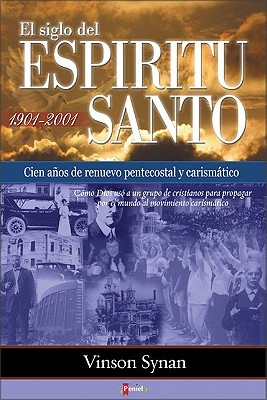 El siglo del
ESPIRITU
1901-2001
SANTO
Cien años de renuevo pentecostal y carismático
Cómo Dios usó a un grupo de cristianos para propagar
por el mundo al movimiento carismático
Vinson Synan
Peniel